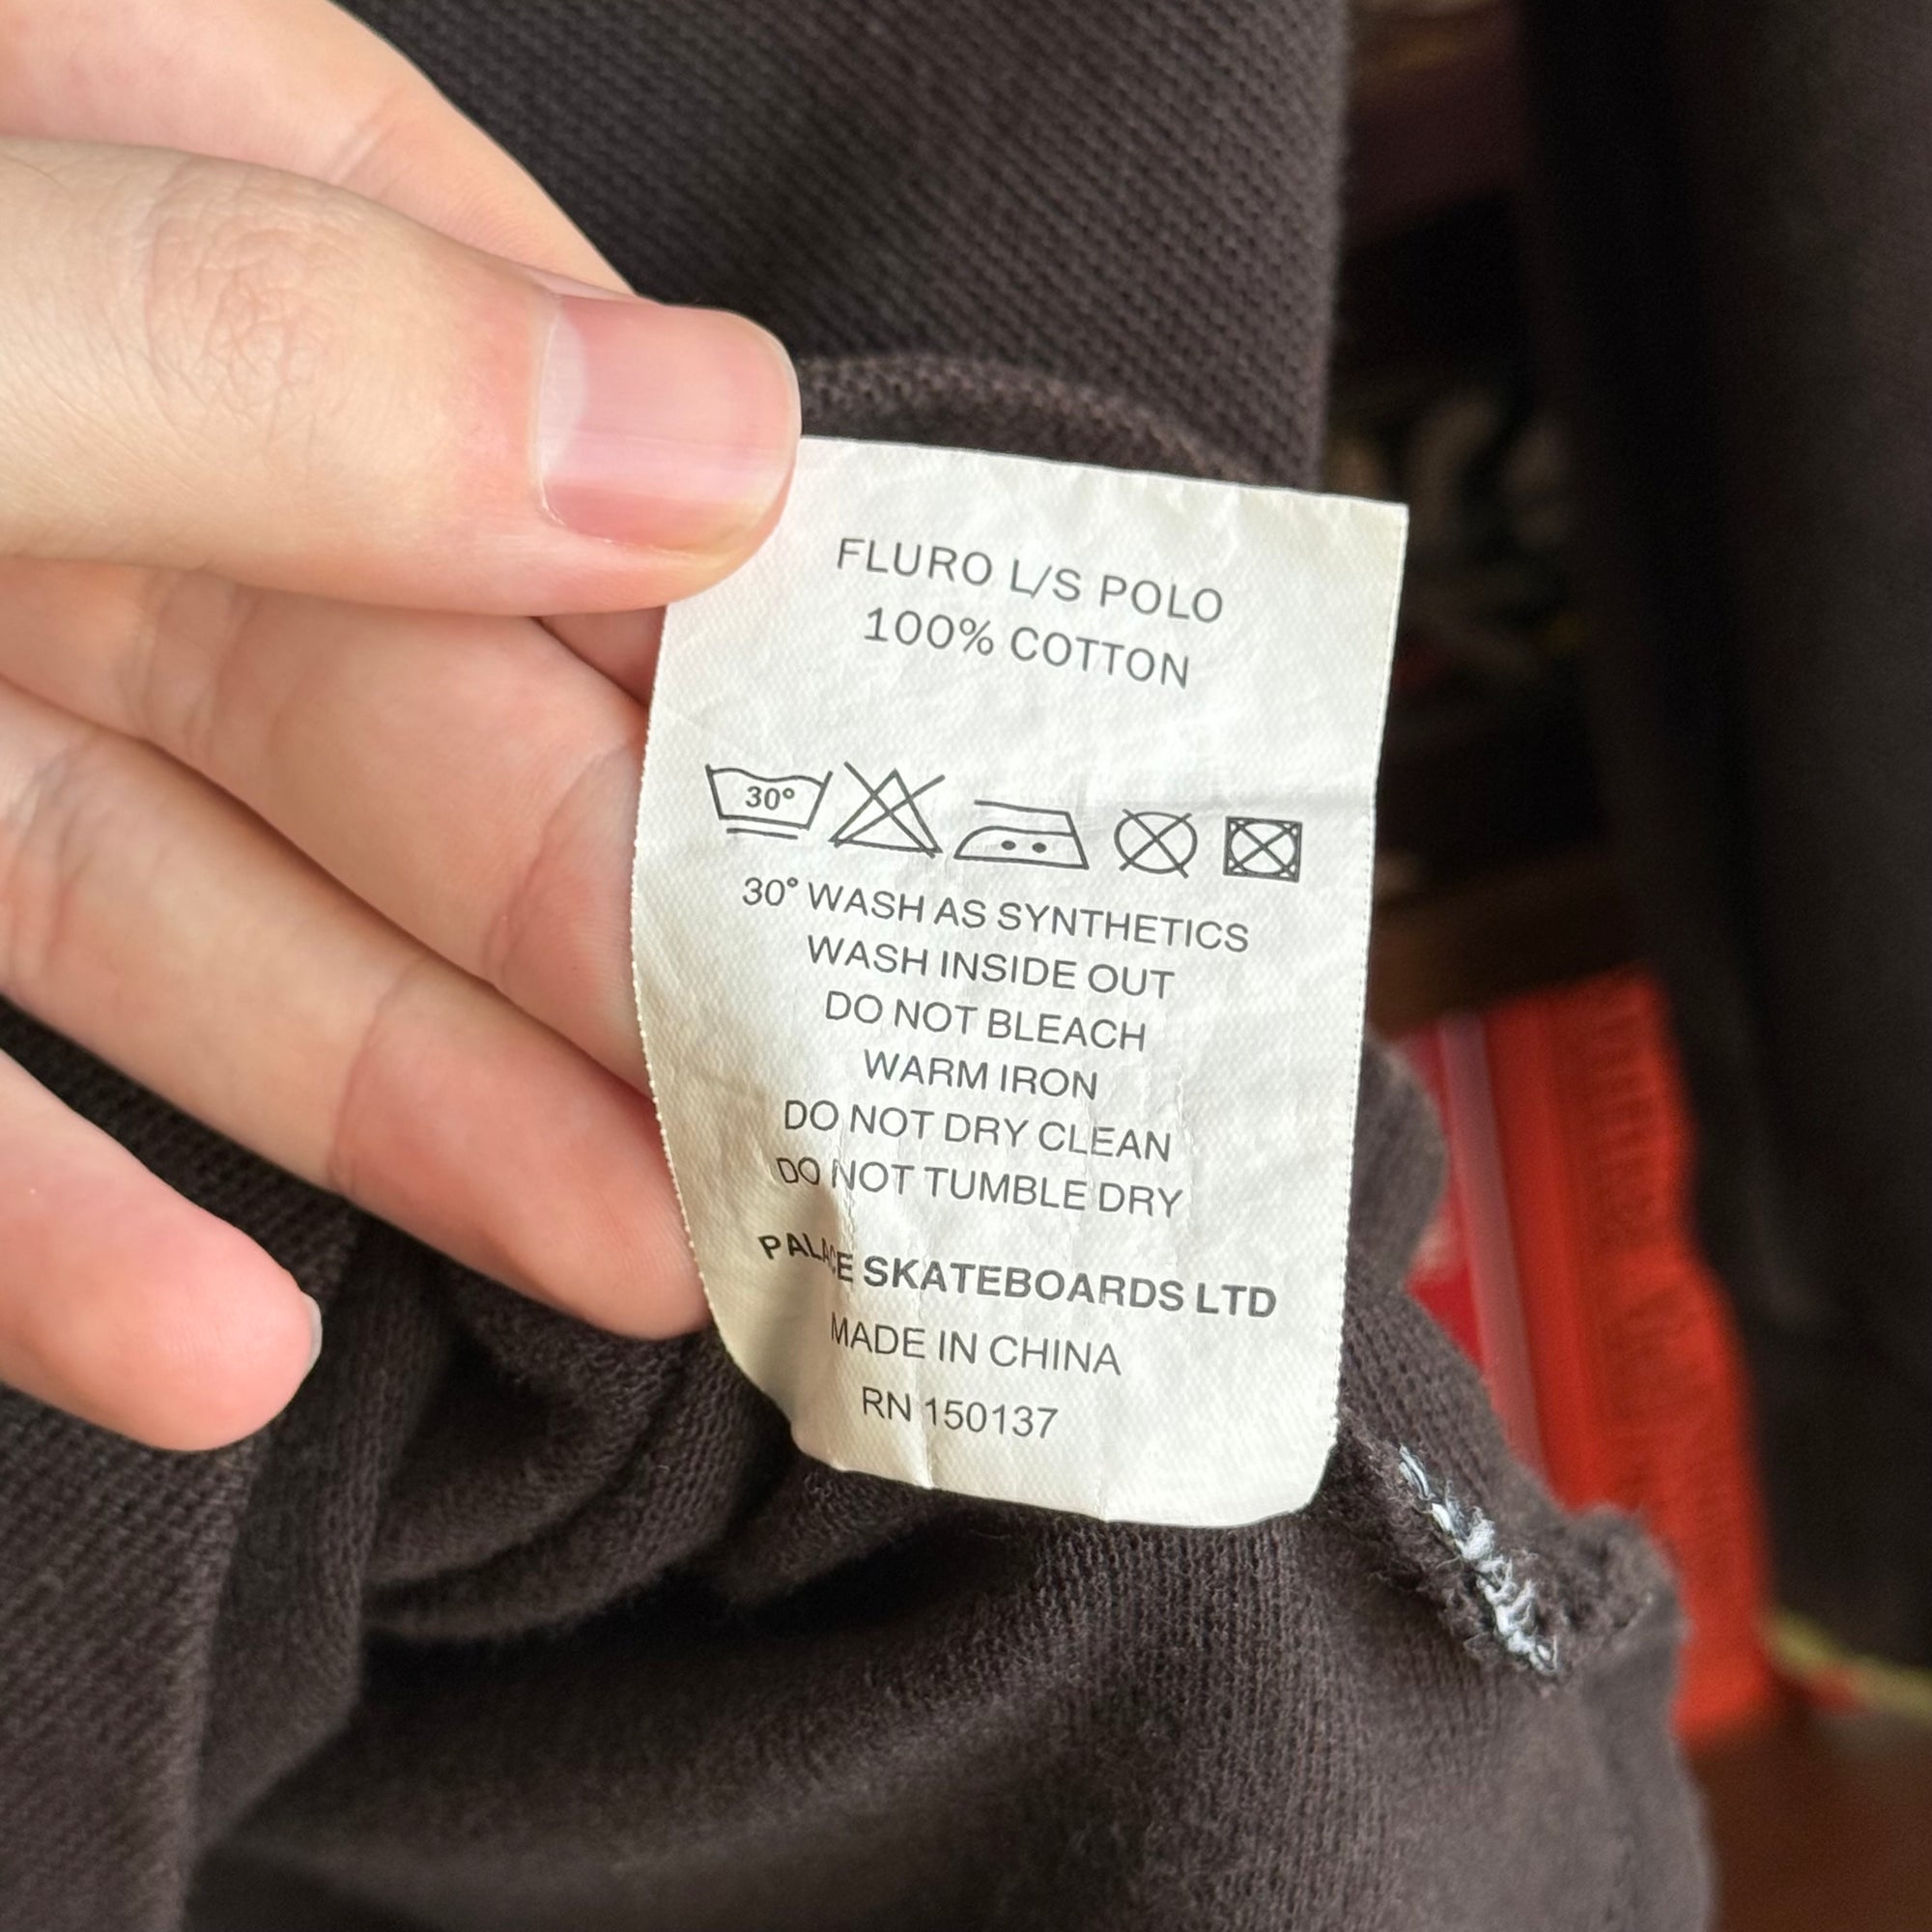 FLURO L/S POLO
100% COTTON
30°
30° WASH AS SYNTHETICS
WASH INSIDE OUT
DO NOT BLEACH
WARM IRON
DO NOT DRY CLEAN
DO NOT TUMBLE DRY
PALACE SKATEBOARDS LTD
MADE IN CHINA
RN 150137